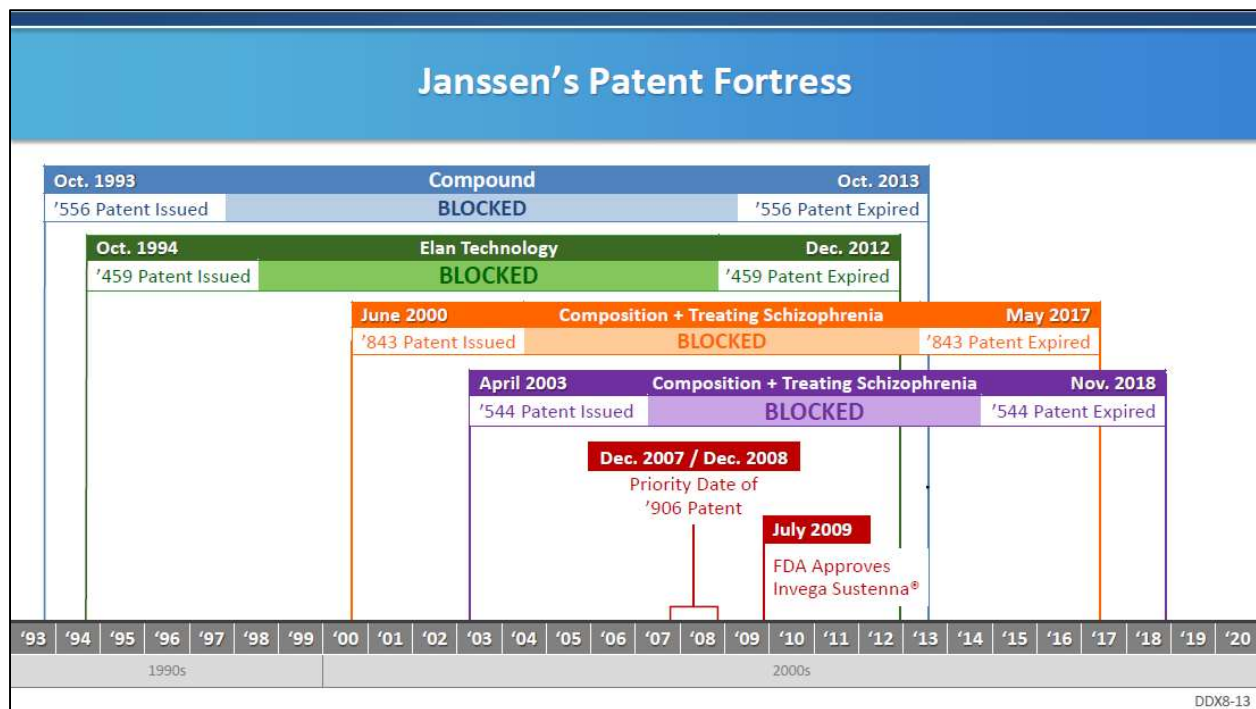 Janssen’s Patent Fortress
Oct. 1993 Compound Oct. 2013
’556 Patent Issued BLOCKED ’556 Patent Expired
Oct. 1994 Elan Technology Dec. 2012
’459 Patent Issued BLOCKED ’459 Patent Expired
June 2000 Composition + Treating Schizophrenia May 2017
’843 Patent Issued BLOCKED ’843 Patent Expired
April 2003 Composition + Treating Schizophrenia Nov. 2018
’544 Patent Issued BLOCKED ’544 Patent Expired
Dec. 2007 / Dec. 2008
Priority Date of
’906 Patent
July 2009
FDA Approves
Invega Sustenna®
‘93 ‘94 ‘95 ‘96 ‘97 ‘98 ‘99 ‘00 ‘01 ‘02 ‘03 ‘04 ‘05 ‘06 ‘07 ‘08 ‘09 ‘10 ‘11 ‘12 ‘13 ‘14 ‘15 ‘16 ‘17 ‘18 ‘19 ‘20
1990s 2000s
DDX8-13